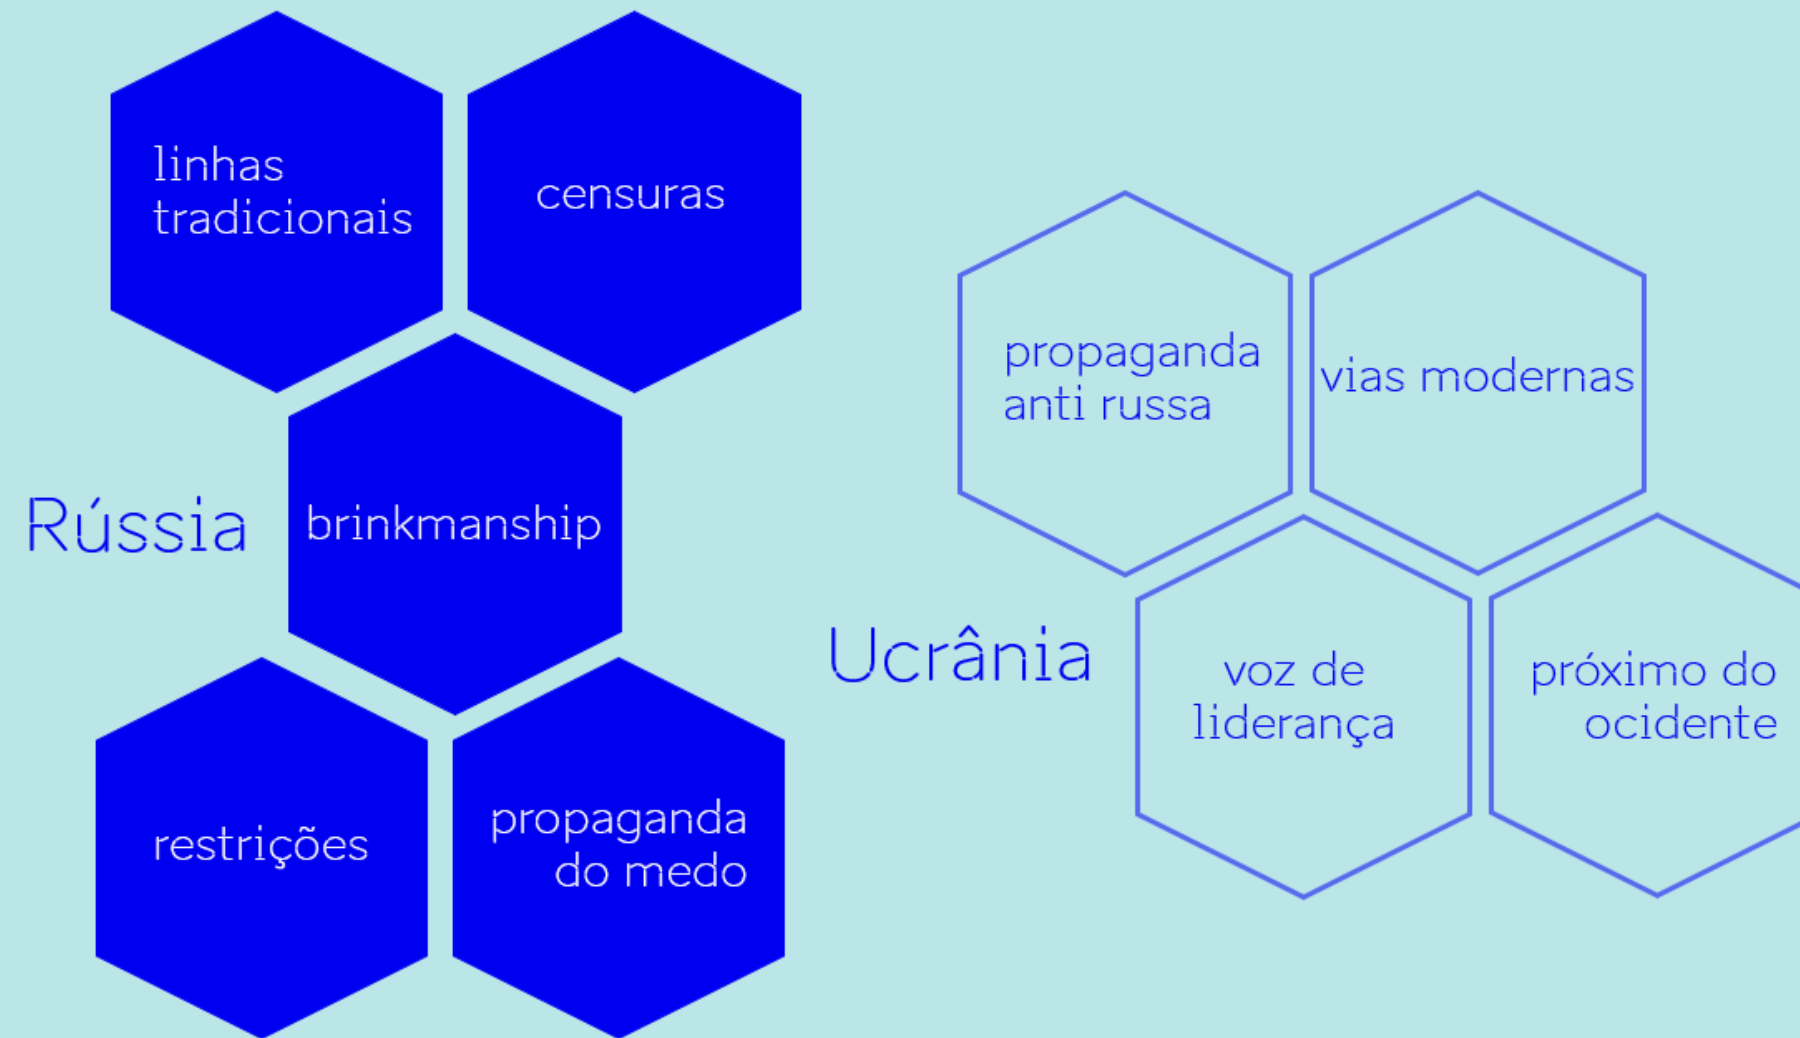 linhas
tradicionais
censuras
Rússia
brinkmanship
restrições
propaganda
do medo
propaganda
anti russa
vias modernas
Ucrânia
voz de
liderança
próximo do
ocidente